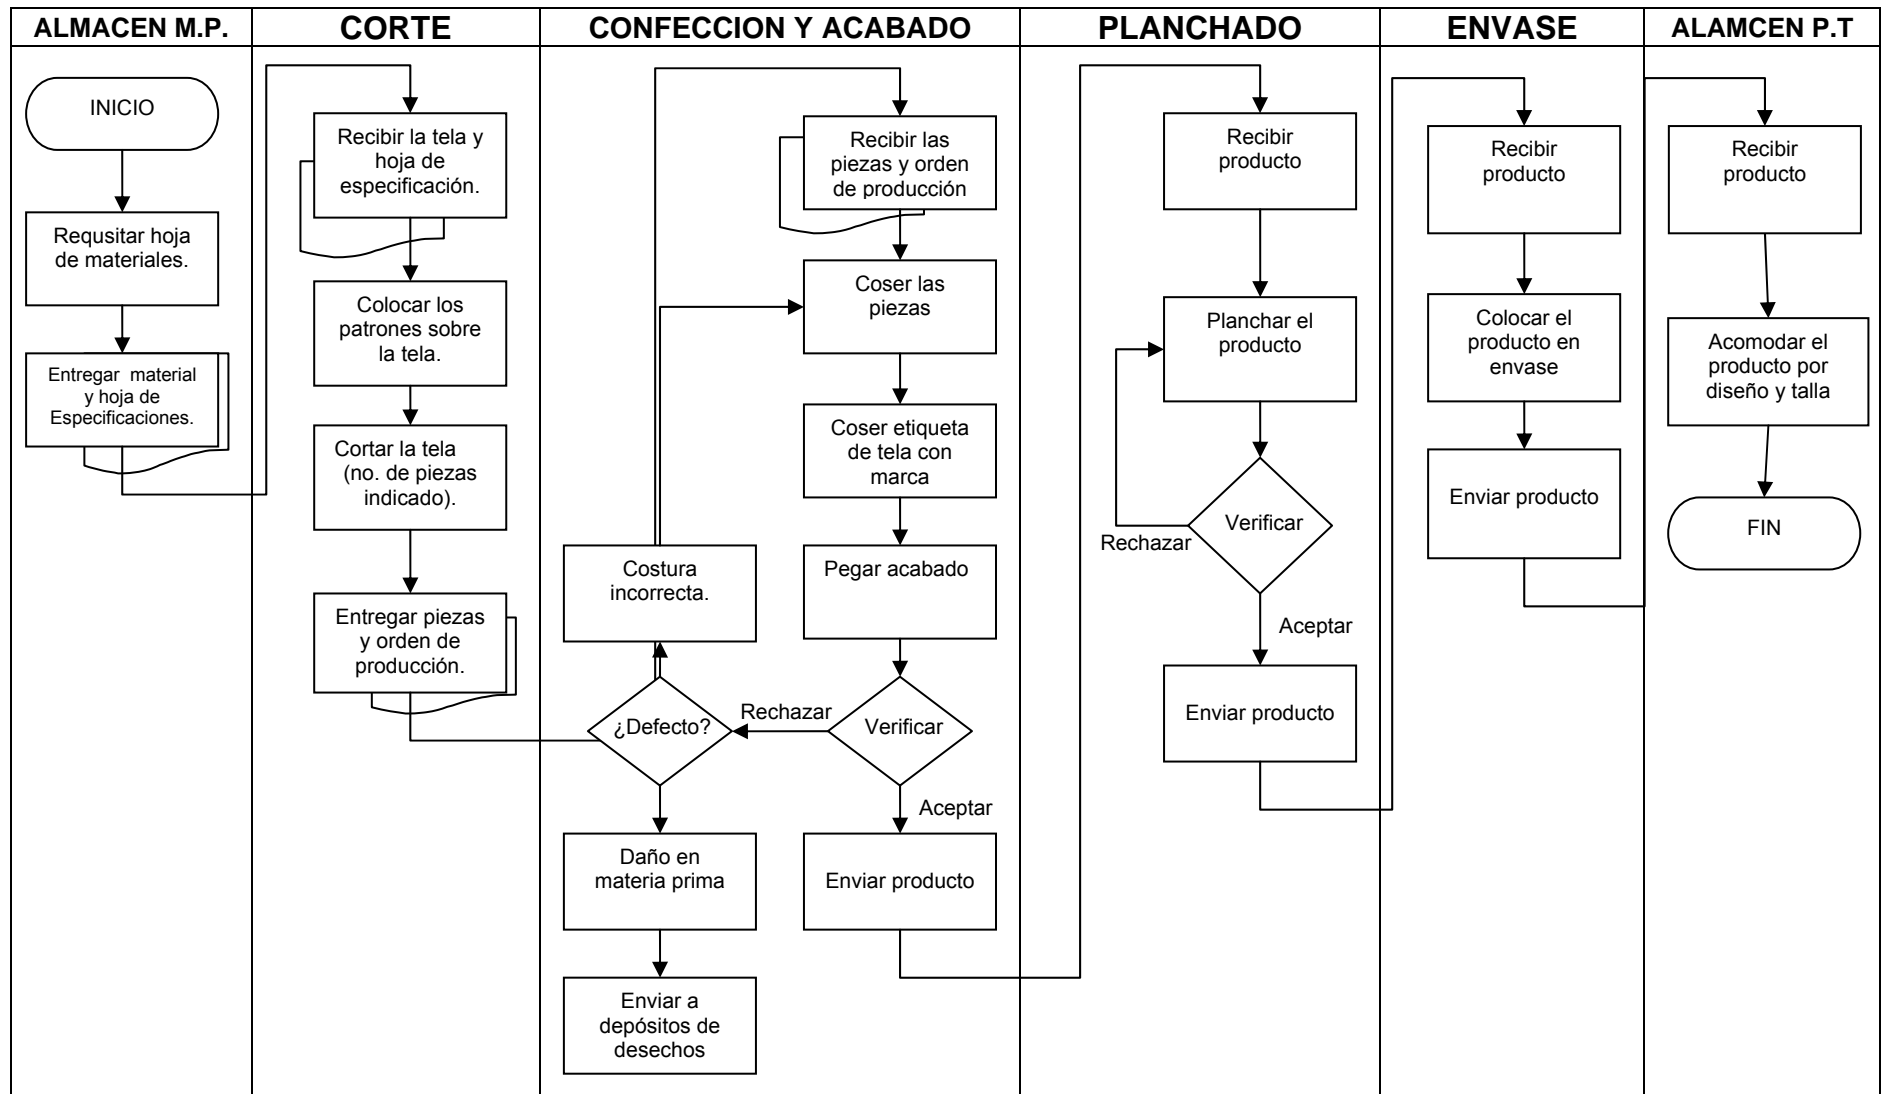 ALMACEN M.P.
CORTE
CONFECCION Y ACABADO
PLANCHADO
ENVASE
ALAMCEN P.T
INICIO
Requsitar hoja
de materiales.
Entregar material
y hoja de
Especificaciones.
Recibir la tela y
hoja de
especificación.
Colocar los
patrones sobre
la tela.
Cortar la tela
(no. de piezas
indicado).
Entregar piezas
y orden de
producción.
Recibir las
piezas y orden
de producción
Coser las
piezas
Coser etiqueta
de tela con
marca
Pegar acabado
Verificar
Rechazar
¿Defecto?
Costura
incorrecta.
Daño en
materia prima
Enviar a
depósitos de
desechos
Aceptar
Enviar producto
Recibir
producto
Planchar el
producto
Verificar
Rechazar
Aceptar
Enviar producto
Recibir
producto
Colocar el
producto en
envase
Enviar producto
Recibir
producto
Acomodar el
producto por
diseño y talla
FIN